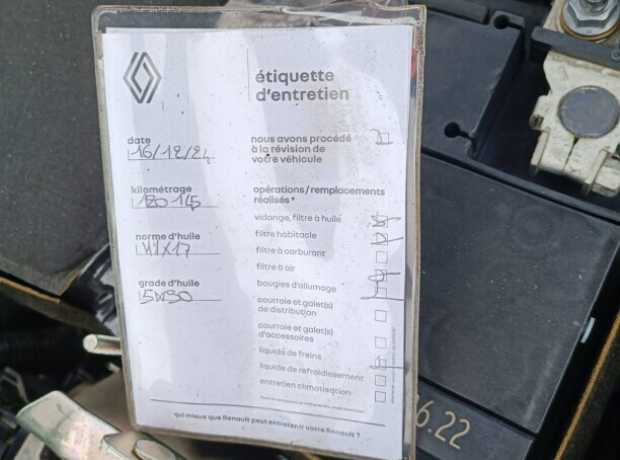 étiquette
d'entretien
date
16/12/24
nous avons procédé
à la révision de
votre véhicule
kilométrage
opérations/remplacements
réalisés*
vidange, filtre à huile
norme d'huile
filtre habitacle
filtre à carburant
filtre à air
grade d'huile
bougies d'allumage
5W30
courroie et galet(s)
de distribution
courroie et galet(s)
d'accessoires
liquide de freins
liquide de refroidissement
entretien climatisation
qui mieux que Renault peut entretenir votre Renault ?
6.22